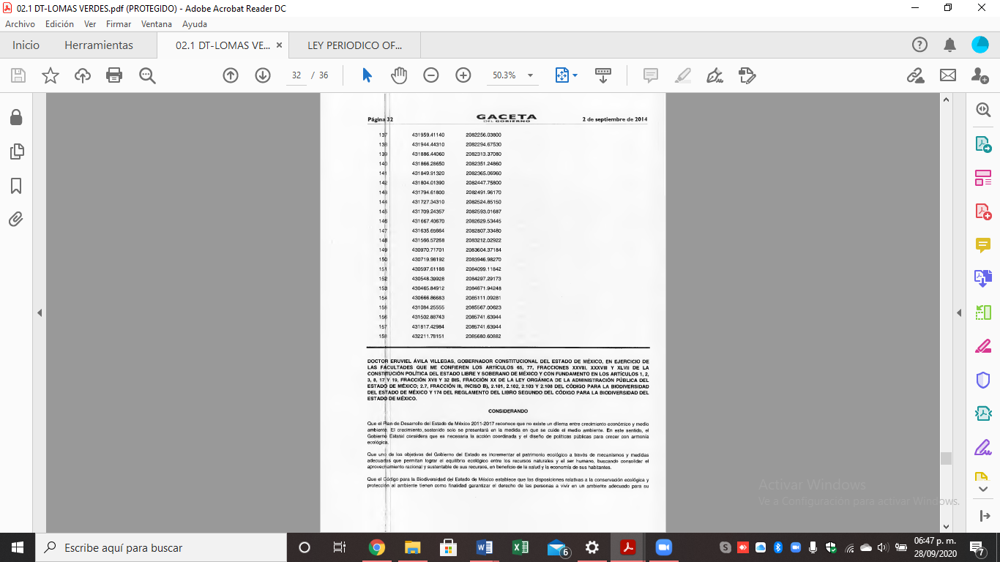 02.1 DT-LOMAS VERDES.pdf (PROTEGIDO) - Adobe Acrobat Reader DC
Archivo Edición Ver Firmar Ventana Ayuda
Inicio Herramientas 02.1 DT-LOMAS VE... × LEY PERIODICO OF...
32 / 36 50.3%
Página 32 GACETA DEL GOBIERNO 2 de septiembre de 2014
137 431959.41140 2082256.03800
138 431944.44310 2082294.67530
139 431886.44060 2082313.37080
140 431866.28650 2082351.24860
141 431849.91320 2082365.06960
142 431804.01390 2082447.75800
143 431794.61800 2082491.96170
144 431727.34310 2082524.85150
145 431709.24357 2082593.01687
146 431667.40670 2082629.53445
147 431635.65664 2082807.33480
148 431566.57268 2083212.02922
149 430970.71701 2083604.37184
150 430719.98192 2083946.98270
151 430597.61188 2084099.11842
152 430548.39928 2084297.29173
153 430465.84912 2084671.94248
154 430666.86683 2085111.09281
155 431084.25555 2085567.00623
156 431502.88743 2085741.63944
157 431817.42984 2085741.63944
158 432211.78151 2085680.60882
DOCTOR ERUVIEL ÁVILA VILLEGAS, GOBERNADOR CONSTITUCIONAL DEL ESTADO DE MÉXICO, EN EJERCICIO DE
LAS FACULTADES QUE ME CONFIEREN LOS ARTÍCULOS 65, 77, FRACCIONES XXVIII, XXXVIII Y XLVII DE LA
CONSTITUCIÓN POLÍTICA DEL ESTADO LIBRE Y SOBERANO DE MÉXICO Y CON FUNDAMENTO EN LOS ARTÍCULOS 1, 2,
3, 8, 17 Y 19, FRACCIÓN XVII Y 32 BIS, FRACCIÓN XX DE LA LEY ORGÁNICA DE LA ADMINISTRACIÓN PÚBLICA DEL
ESTADO DE MÉXICO; 2.7, FRACCIÓN III, INCISO B), 2.101, 2.102, 2.103 Y 2.108 DEL CÓDIGO PARA LA BIODIVERSIDAD
DEL ESTADO DE MÉXICO Y 174 DEL REGLAMENTO DEL LIBRO SEGUNDO DEL CÓDIGO PARA LA BIODIVERSIDAD DEL
ESTADO DE MÉXICO.
CONSIDERANDO
Que el Plan de Desarrollo del Estado de México 2011-2017 reconoce que no existe un dilema entre crecimiento económico y medio
ambiente. El crecimiento sostenido solo se presentará en la medida en que se cuide el medio ambiente. En este sentido, el
Gobierno Estatal considera que es necesaria la acción coordinada y el diseño de políticas públicas para crecer con armonía
ecológica.
Que uno de los objetivos del Gobierno del Estado es incrementar el patrimonio ecológico a través de mecanismos y medidas
adecuadas que permitan lograr el equilibrio ecológico entre los recursos naturales y el ser humano, buscando consolidar el
aprovechamiento racional y sustentable de sus recursos, en beneficio de la salud y la economía de sus habitantes.
Que el Código para la Biodiversidad del Estado de México establece que las disposiciones relativas a la conservación ecológica y
protección al ambiente tienen como finalidad garantizar el derecho de las personas a vivir en un ambiente adecuado para su
Activar Windows
Ve a Configuración para activar Windows.
Escribe aquí para buscar
06:47 p. m.
28/09/2020
6
7